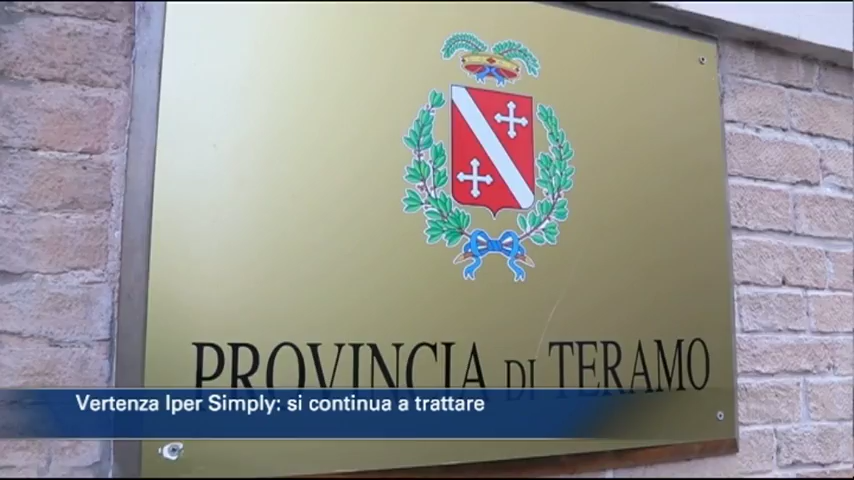 PROVINCIA DI TERAMO
Vertenza Iper Simply: si continua a trattare